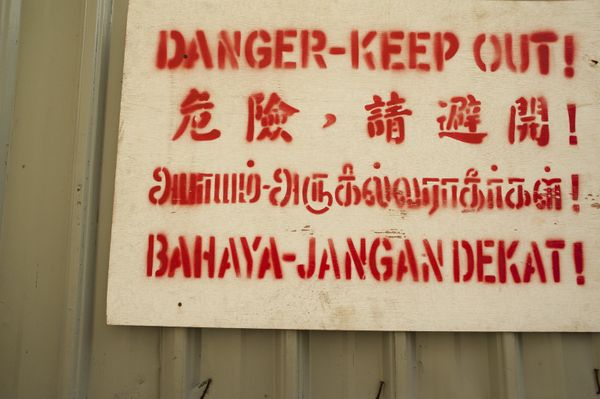 DANGER-KEEP OUT!
危險，請避開!
அபாயம்-அருகில்வராதீர்கள்!
BAHAYA-JANGAN DEKAT!